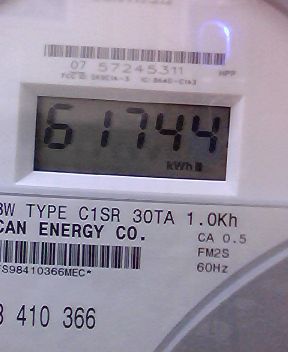 07 57245311 HPP
61744
kWh
3W TYPE C1SR 30TA 1.0Kh
CAN ENERGY CO.
CA 0.5
FM2S
*S98410366MEC*
60Hz
410 366